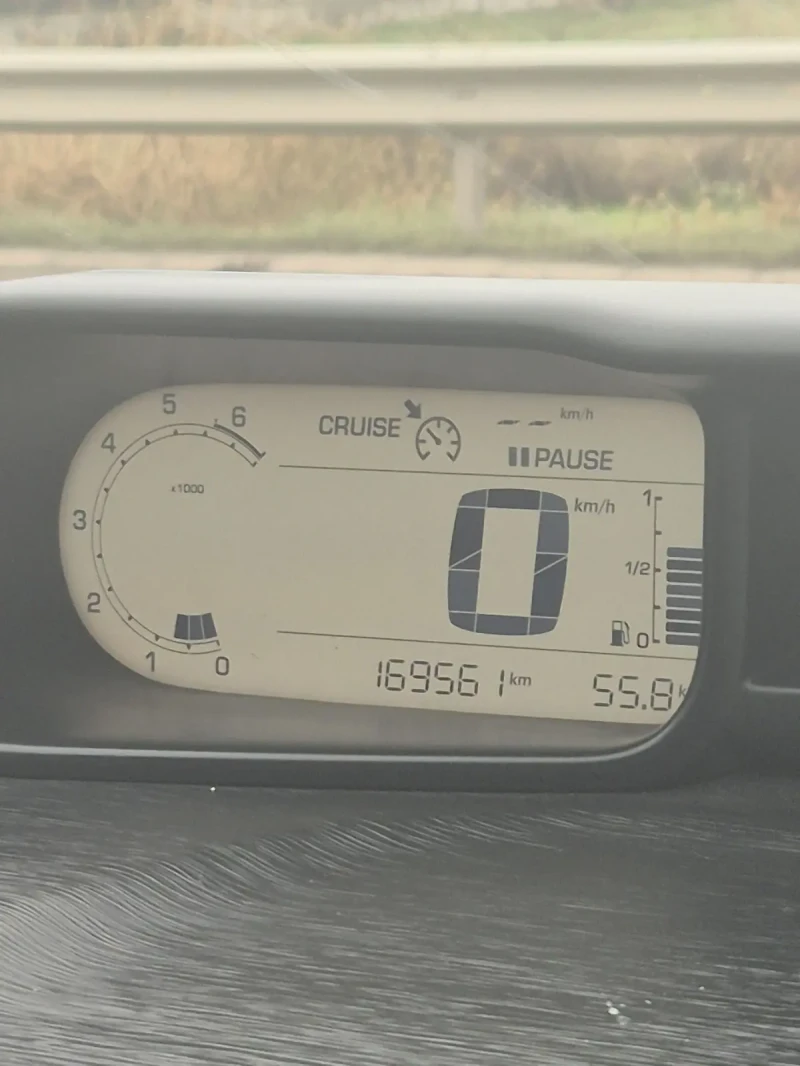 5 6 CRUISE -- km/h
4 PAUSE
x1000 0 km/h 1
3 1/2
2 0
1 0 169561 km 55.8 k